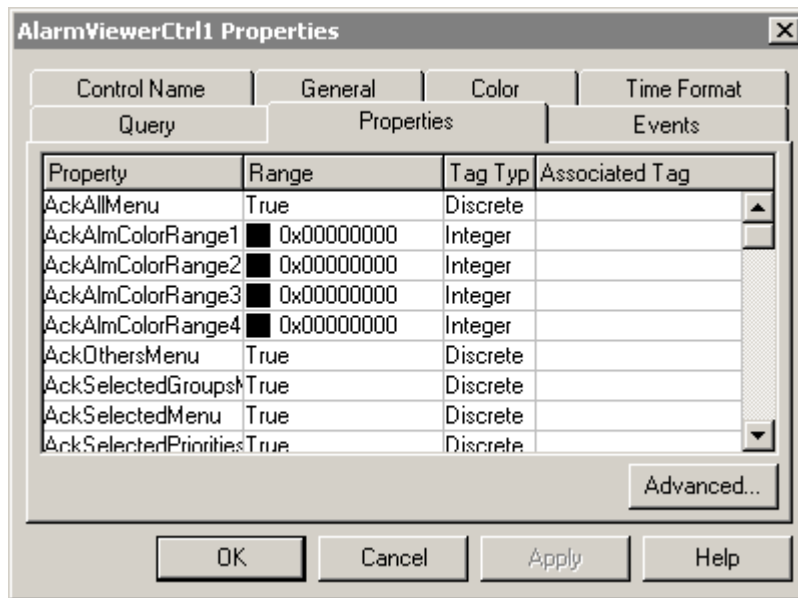 AlarmViewerCtrl1 Properties
Control Name General Color Time Format
Query Properties Events
Property Range Tag Typ Associated Tag
AckAllMenu True Discrete
AckAlmColorRange1 0x00000000 Integer
AckAlmColorRange2 0x00000000 Integer
AckAlmColorRange3 0x00000000 Integer
AckAlmColorRange4 0x00000000 Integer
AckOthersMenu True Discrete
AckSelectedGroupsM True Discrete
AckSelectedMenu True Discrete
AckSelectedPriorities True Discrete
Advanced...
OK Cancel Apply Help